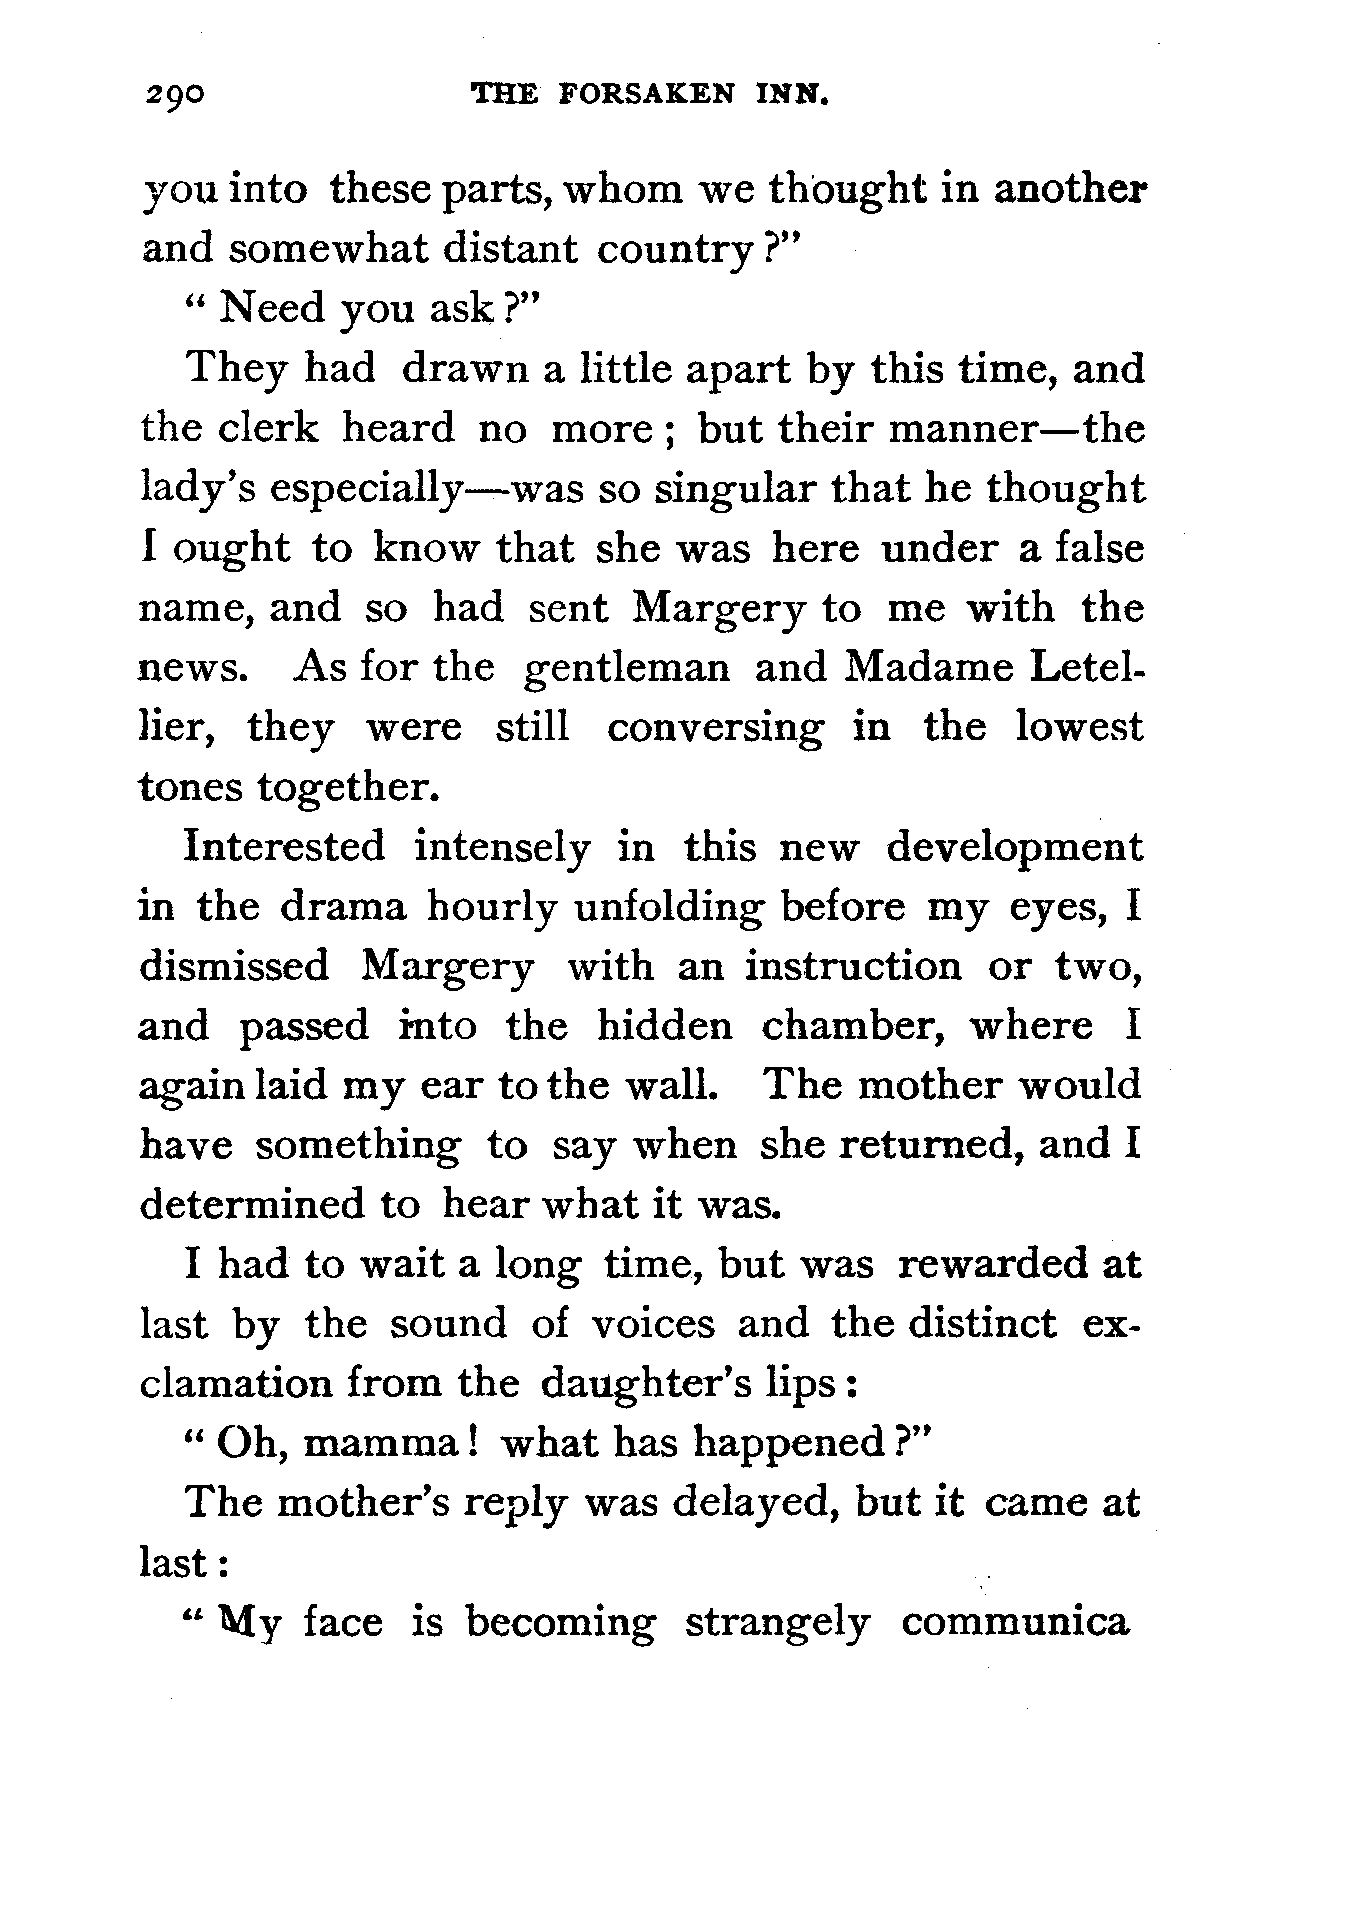 290 THE FORSAKEN INN.
you into these parts, whom we thought in another
and somewhat distant country?"
"Need you ask?"
They had drawn a little apart by this time, and
the clerk heard no more; but their manner—the
lady's especially—was so singular that he thought
I ought to know that she was here under a false
name, and so had sent Margery to me with the
news. As for the gentleman and Madame Letel-
lier, they were still conversing in the lowest
tones together.
Interested intensely in this new development
in the drama hourly unfolding before my eyes, I
dismissed Margery with an instruction or two,
and passed into the hidden chamber, where I
again laid my ear to the wall. The mother would
have something to say when she returned, and I
determined to hear what it was.
I had to wait a long time, but was rewarded at
last by the sound of voices and the distinct ex-
clamation from the daughter's lips:
"Oh, mamma! what has happened?"
The mother's reply was delayed, but it came at
last:
"My face is becoming strangely communica